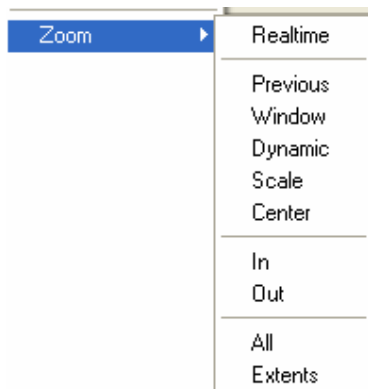 Zoom
Realtime
Previous
Window
Dynamic
Scale
Center
In
Out
All
Extents